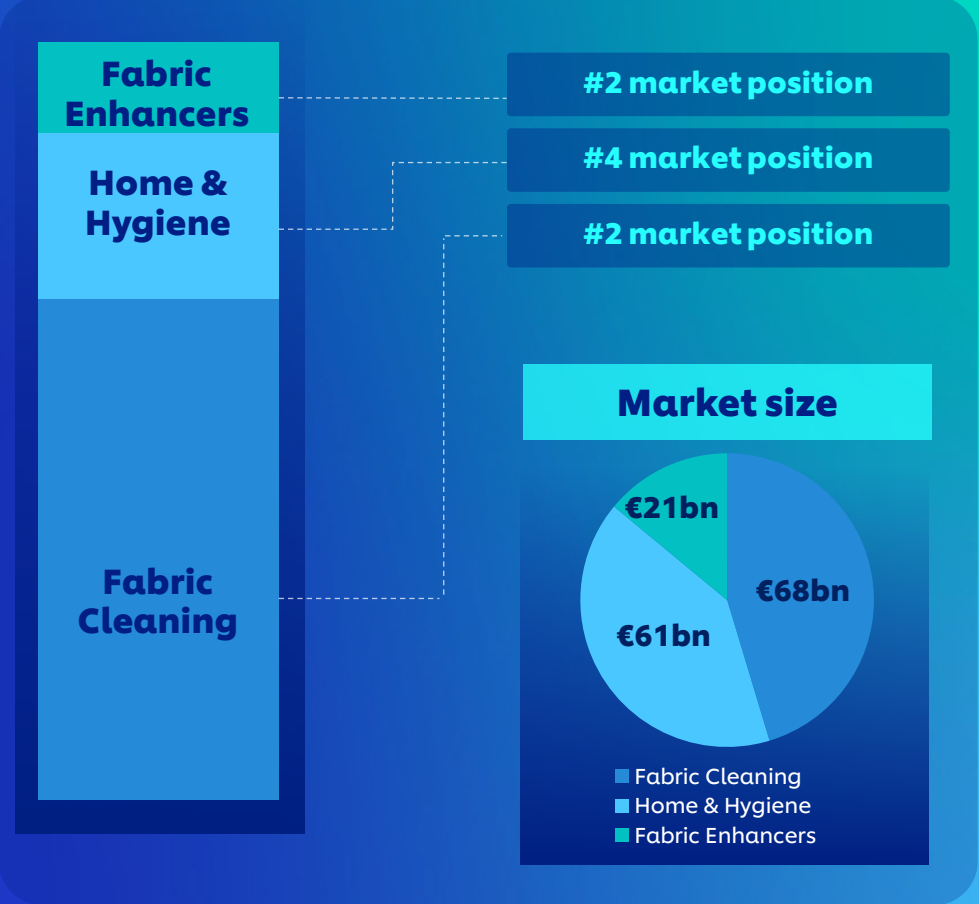 Fabric
Enhancers
Home &
Hygiene
Fabric
Cleaning
#2 market position
#4 market position
#2 market position
Market size
€21bn
€68bn
€61bn
Fabric Cleaning
Home & Hygiene
Fabric Enhancers